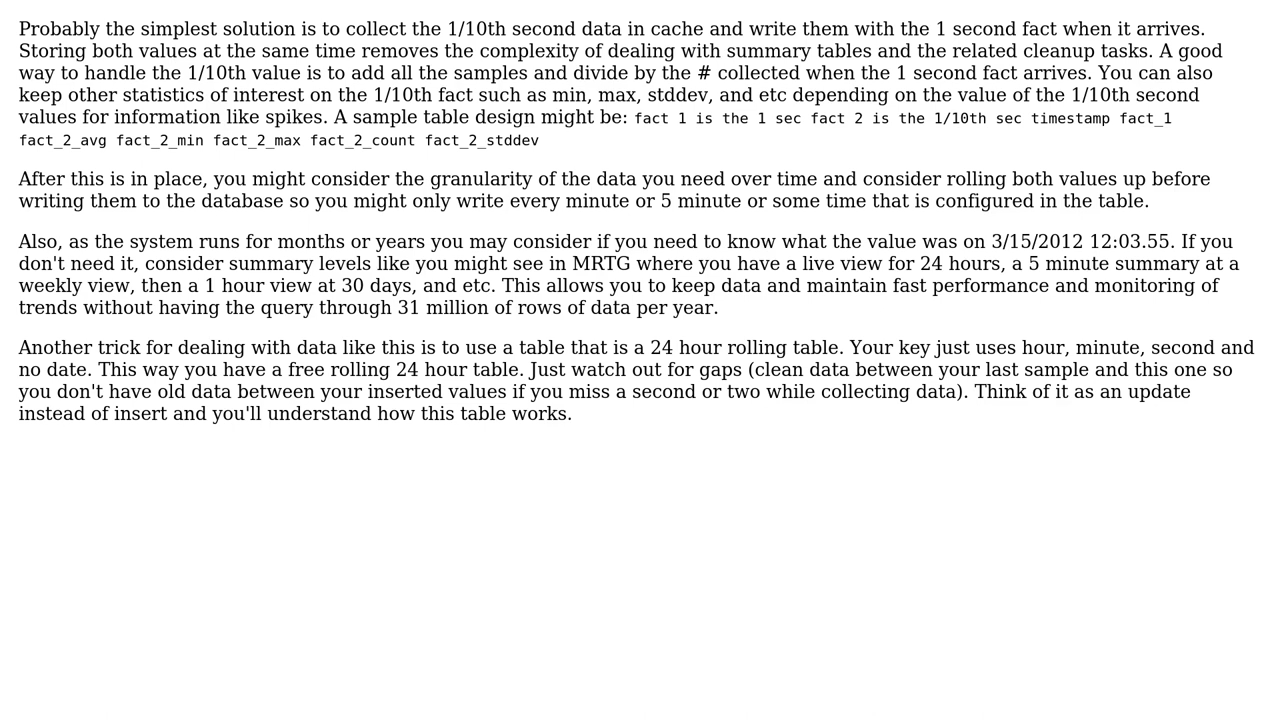 Probably the simplest solution is to collect the 1/10th second data in cache and write them with the 1 second fact when it arrives.
Storing both values at the same time removes the complexity of dealing with summary tables and the related cleanup tasks. A good
way to handle the 1/10th value is to add all the samples and divide by the # collected when the 1 second fact arrives. You can also
keep other statistics of interest on the 1/10th fact such as min, max, stddev, and etc depending on the value of the 1/10th second
values for information like spikes. A sample table design might be: fact 1 is the 1 sec fact 2 is the 1/10th sec timestamp fact_1
fact_2_avg fact_2_min fact_2_max fact_2_count fact_2_stddev
After this is in place, you might consider the granularity of the data you need over time and consider rolling both values up before
writing them to the database so you might only write every minute or 5 minute or some time that is configured in the table.
Also, as the system runs for months or years you may consider if you need to know what the value was on 3/15/2012 12:03.55. If you
don't need it, consider summary levels like you might see in MRTG where you have a live view for 24 hours, a 5 minute summary at a
weekly view, then a 1 hour view at 30 days, and etc. This allows you to keep data and maintain fast performance and monitoring of
trends without having the query through 31 million of rows of data per year.
Another trick for dealing with data like this is to use a table that is a 24 hour rolling table. Your key just uses hour, minute, second and
no date. This way you have a free rolling 24 hour table. Just watch out for gaps (clean data between your last sample and this one so
you don't have old data between your inserted values if you miss a second or two while collecting data). Think of it as an update
instead of insert and you'll understand how this table works.